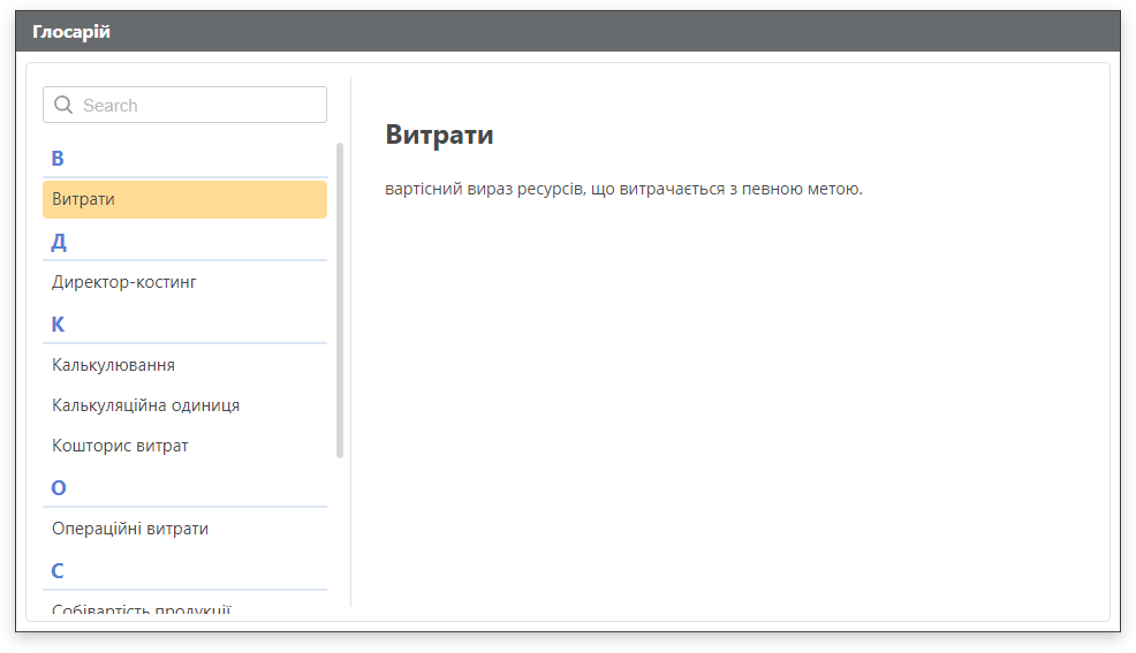 Глосарій
Search
В
Витрати
Д
Директор-костинг
К
Калькулювання
Калькуляційна одиниця
Кошторис витрат
О
Операційні витрати
С
Собівартість продукції
Витрати
вартісний вираз ресурсів, що витрачається з певною метою.